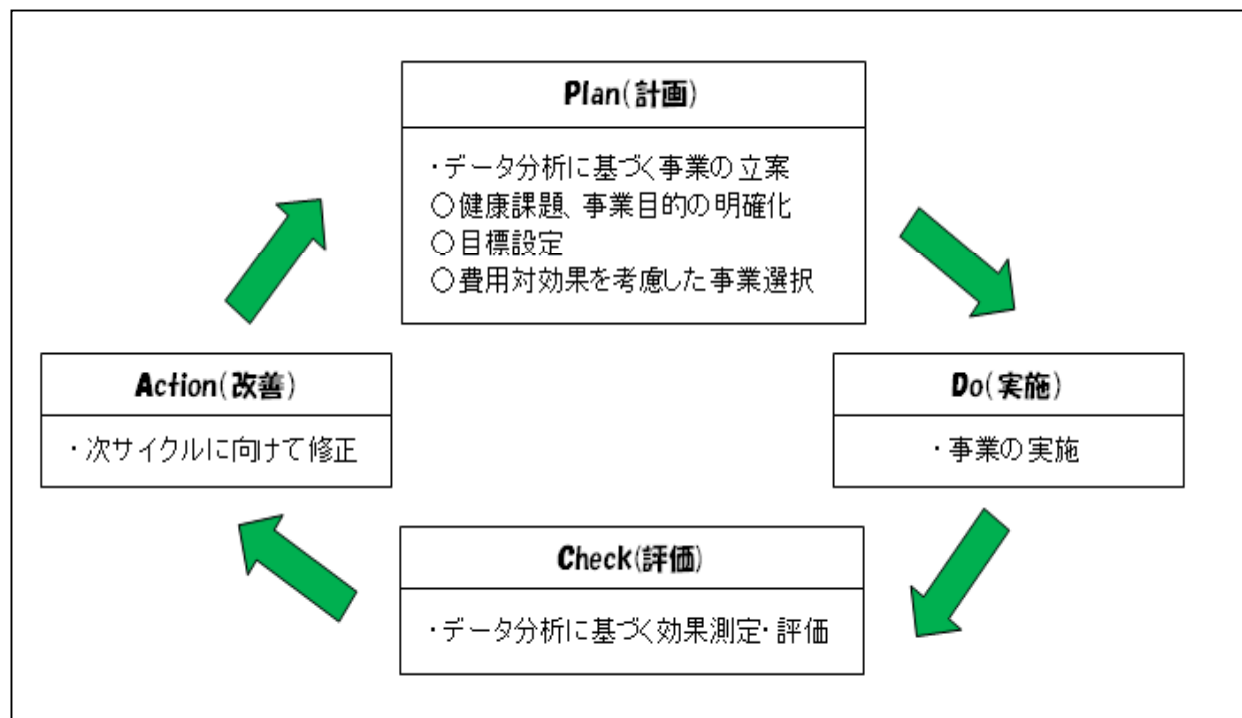 Plan(計画)
・データ分析に基づく事業の立案
○健康課題、事業目的の明確化
○目標設定
○費用対効果を考慮した事業選択
Do(実施)
・事業の実施
Check(評価)
・データ分析に基づく効果測定・評価
Action(改善)
・次サイクルに向けて修正